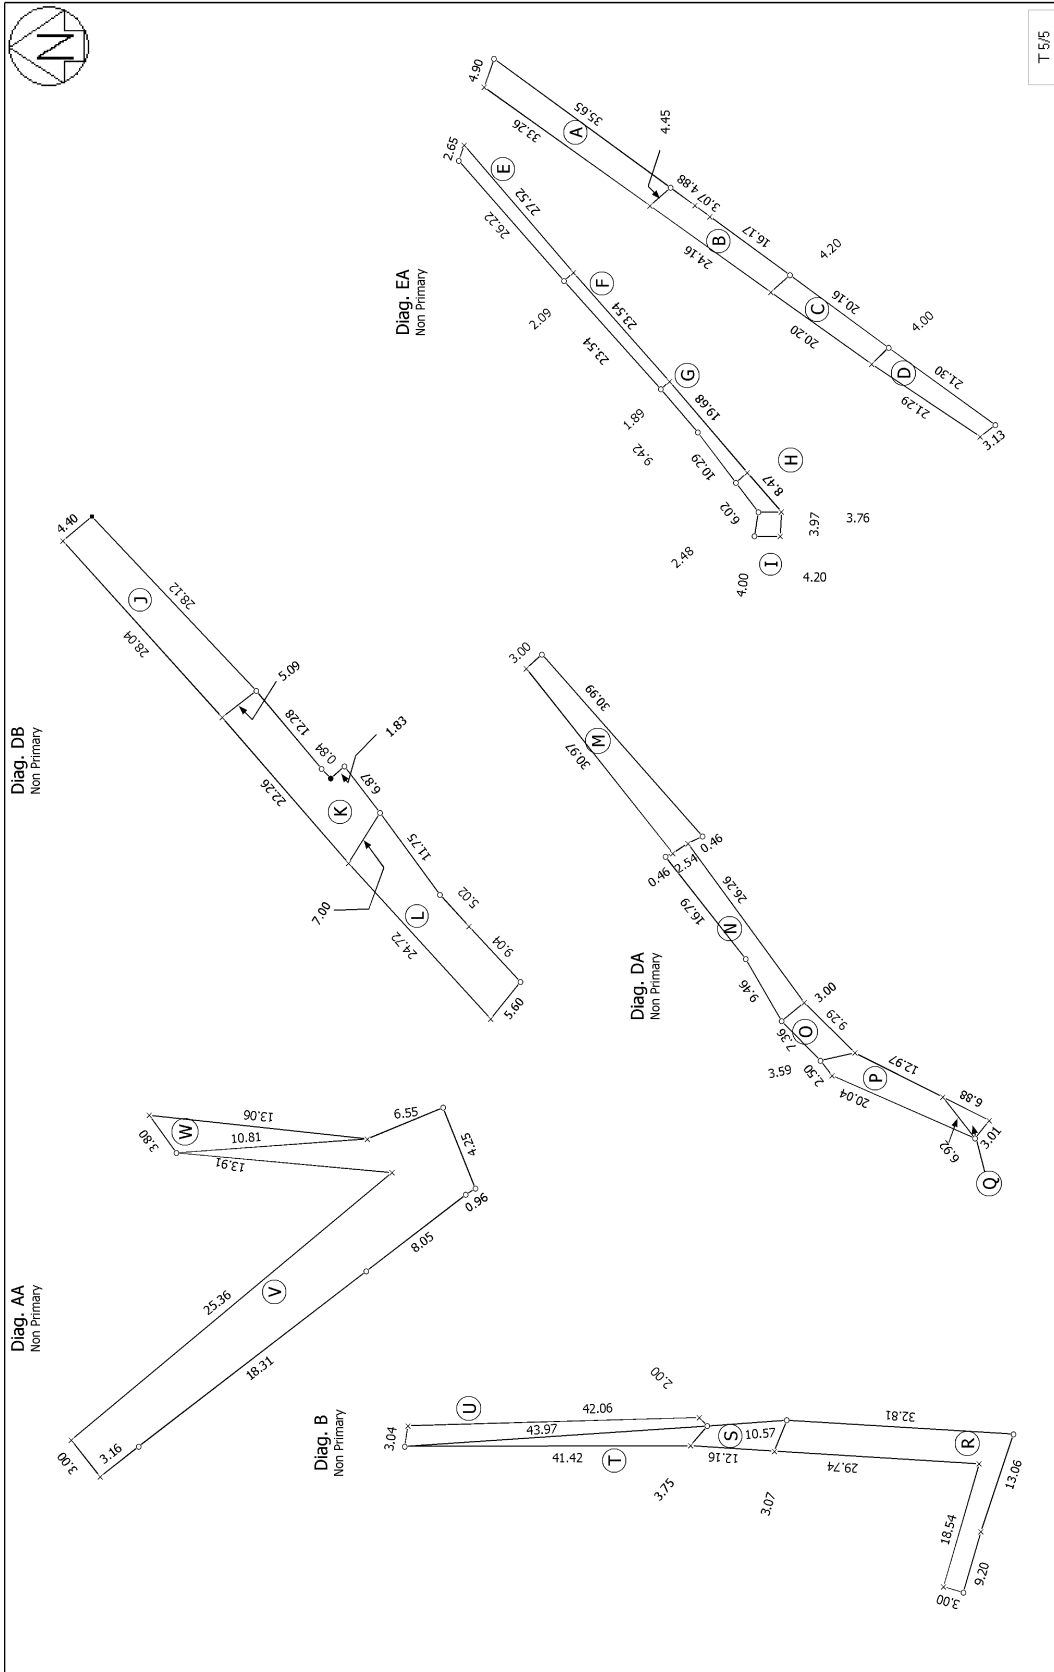 N
T 5/5
Diag. EA
Non Primary
4.90
35.65
33.26
A
4.45
4.88
3.07
B
24.16
16.17
4.20
C
20.16
20.20
4.00
D
21.30
21.29
3.13
2.65
E
27.52
26.22
F
2.09
23.54
23.54
G
1.89
19.68
9.42
10.29
H
8.47
6.02
3.97
3.76
2.48
I
4.00
4.20
Diag. DB
Non Primary
4.40
J
28.12
28.04
5.09
12.28
0.84
1.83
22.26
K
6.87
7.00
11.75
L
5.02
24.72
9.04
5.60
Diag. DA
Non Primary
3.00
30.99
M
30.97
0.46
2.54
0.46
16.79
26.26
N
9.46
3.00
7.36
O
9.29
3.59
2.50
P
12.97
20.04
6.88
6.92
3.01
Q
Diag. AA
Non Primary
3.80
W
13.06
10.81
13.91
6.55
4.25
0.96
8.05
25.36
V
18.31
3.00
3.16
Diag. B
Non Primary
3.04
U
42.06
2.00
43.97
41.42
T
3.75
S
10.57
12.16
3.07
32.81
29.74
R
13.06
18.54
9.20
3.00